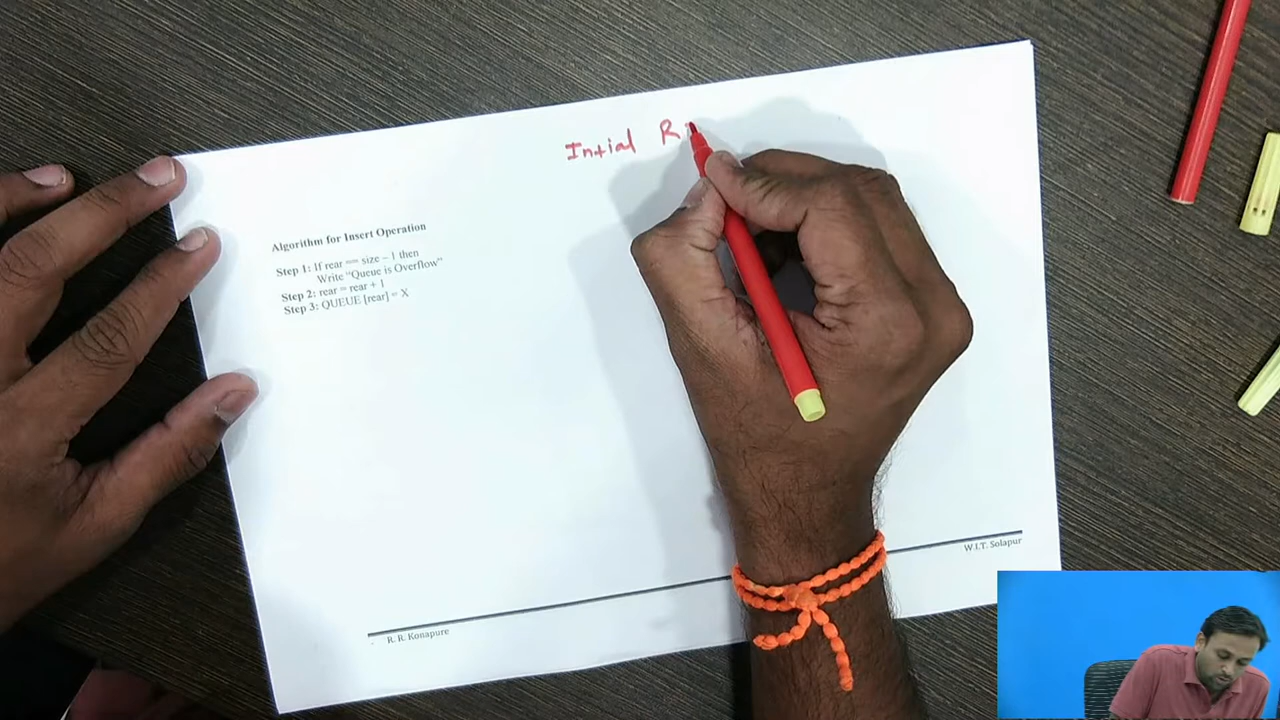 Intial R
Algorithm for Insert Operation
Step 1: If rear == size – 1 then
Write “Queue is Overflow”
Step 2: rear = rear + 1
Step 3: QUEUE [rear] = X
W.I.T. Solapur
R. R. Konapure